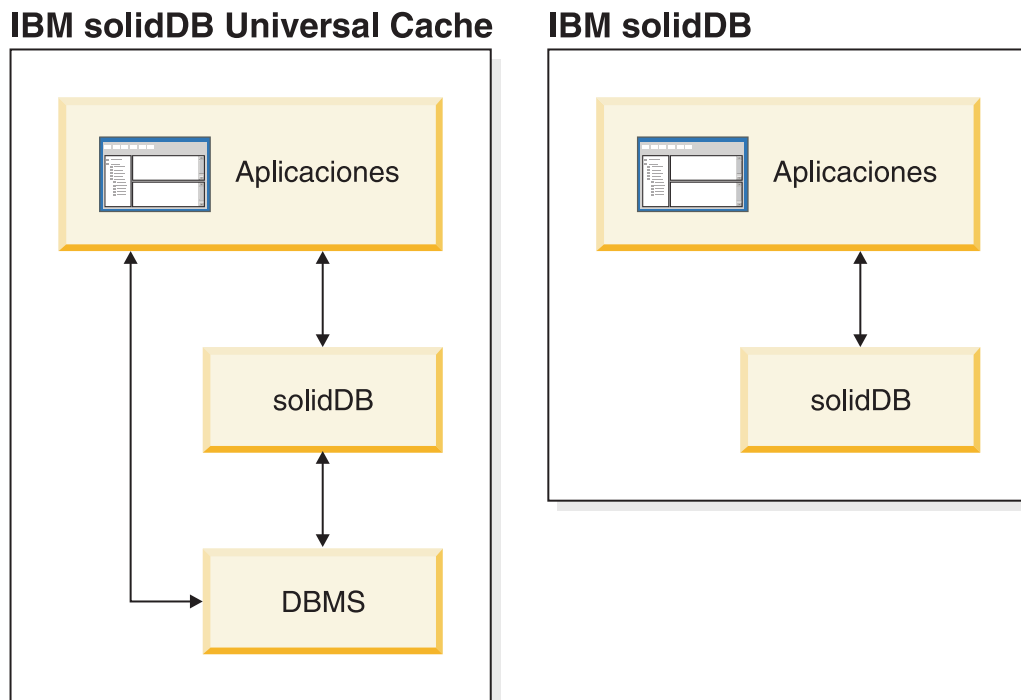 IBM solidDB Universal Cache
Aplicaciones
solidDB
DBMS
IBM solidDB
Aplicaciones
solidDB